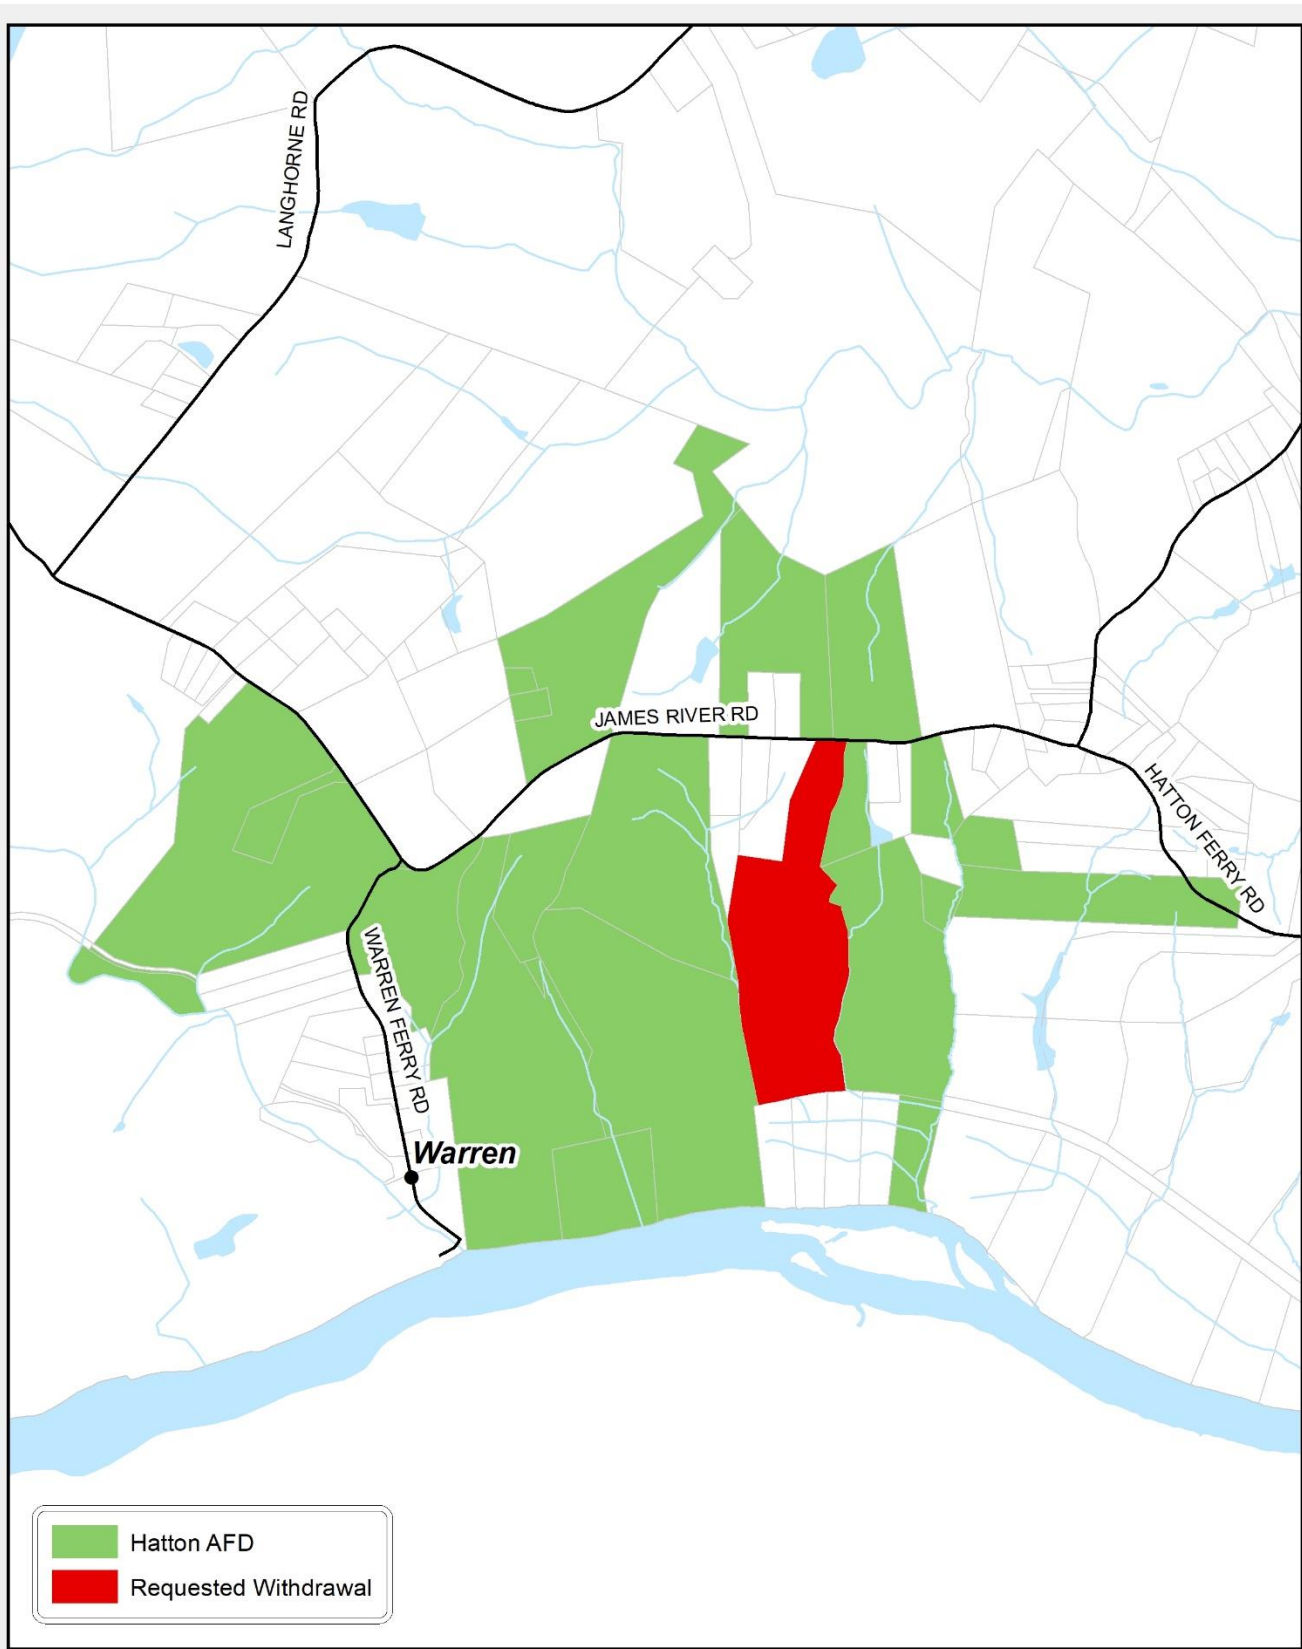 LANGHORNE RD
JAMES RIVER RD
HATTON FERRY RD
WARREN FERRY RD
Warren
Hatton AFD
Requested Withdrawal